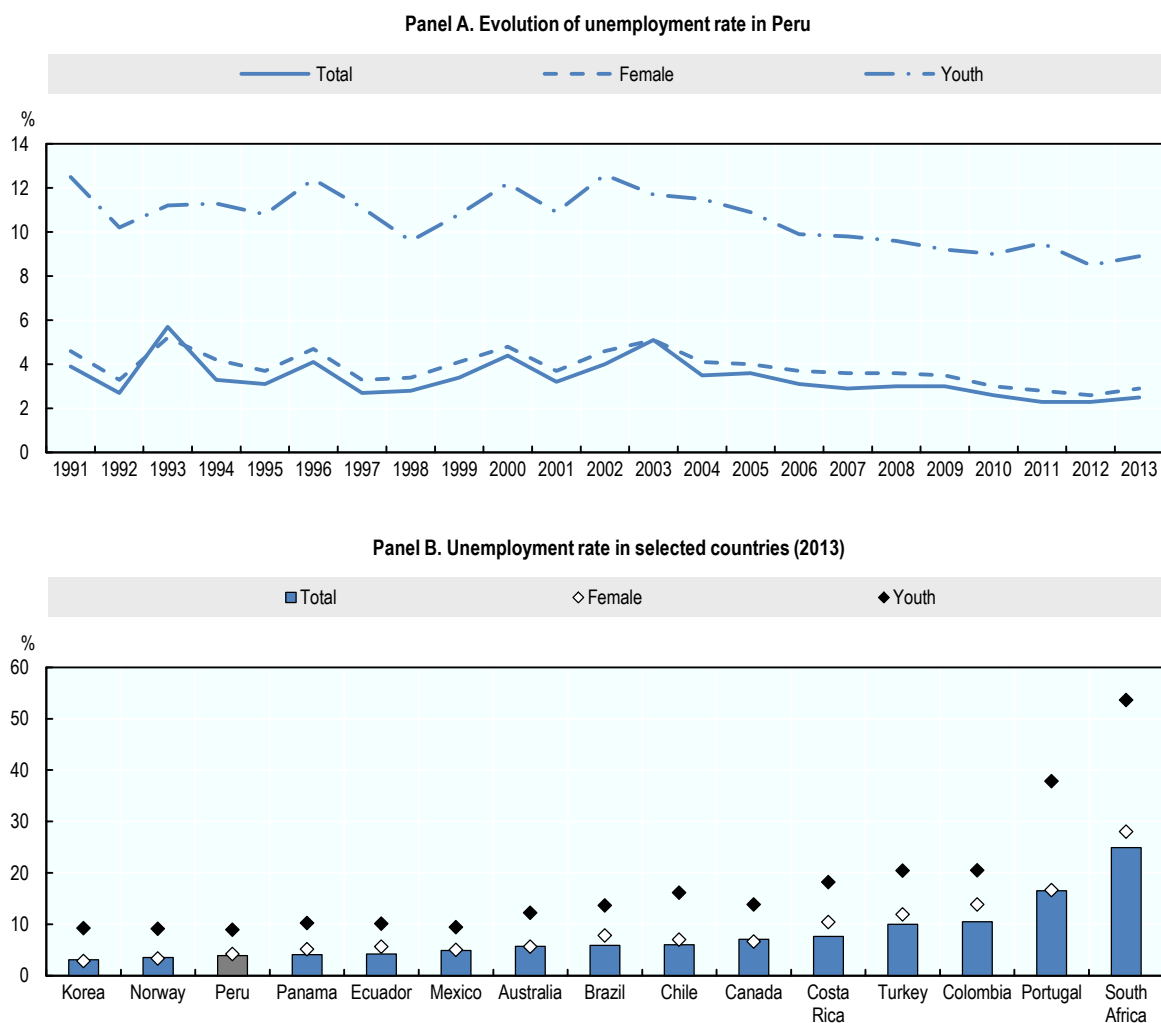 Panel A. Evolution of unemployment rate in Peru
Total Female Youth
%
14
12
10
8
6
4
2
0
1991 1992 1993 1994 1995 1996 1997 1998 1999 2000 2001 2002 2003 2004 2005 2006 2007 2008 2009 2010 2011 2012 2013
Panel B. Unemployment rate in selected countries (2013)
Total Female Youth
%
60
50
40
30
20
10
0
Korea Norway Peru Panama Ecuador Mexico Australia Brazil Chile Canada Costa Rica Turkey Colombia Portugal South Africa